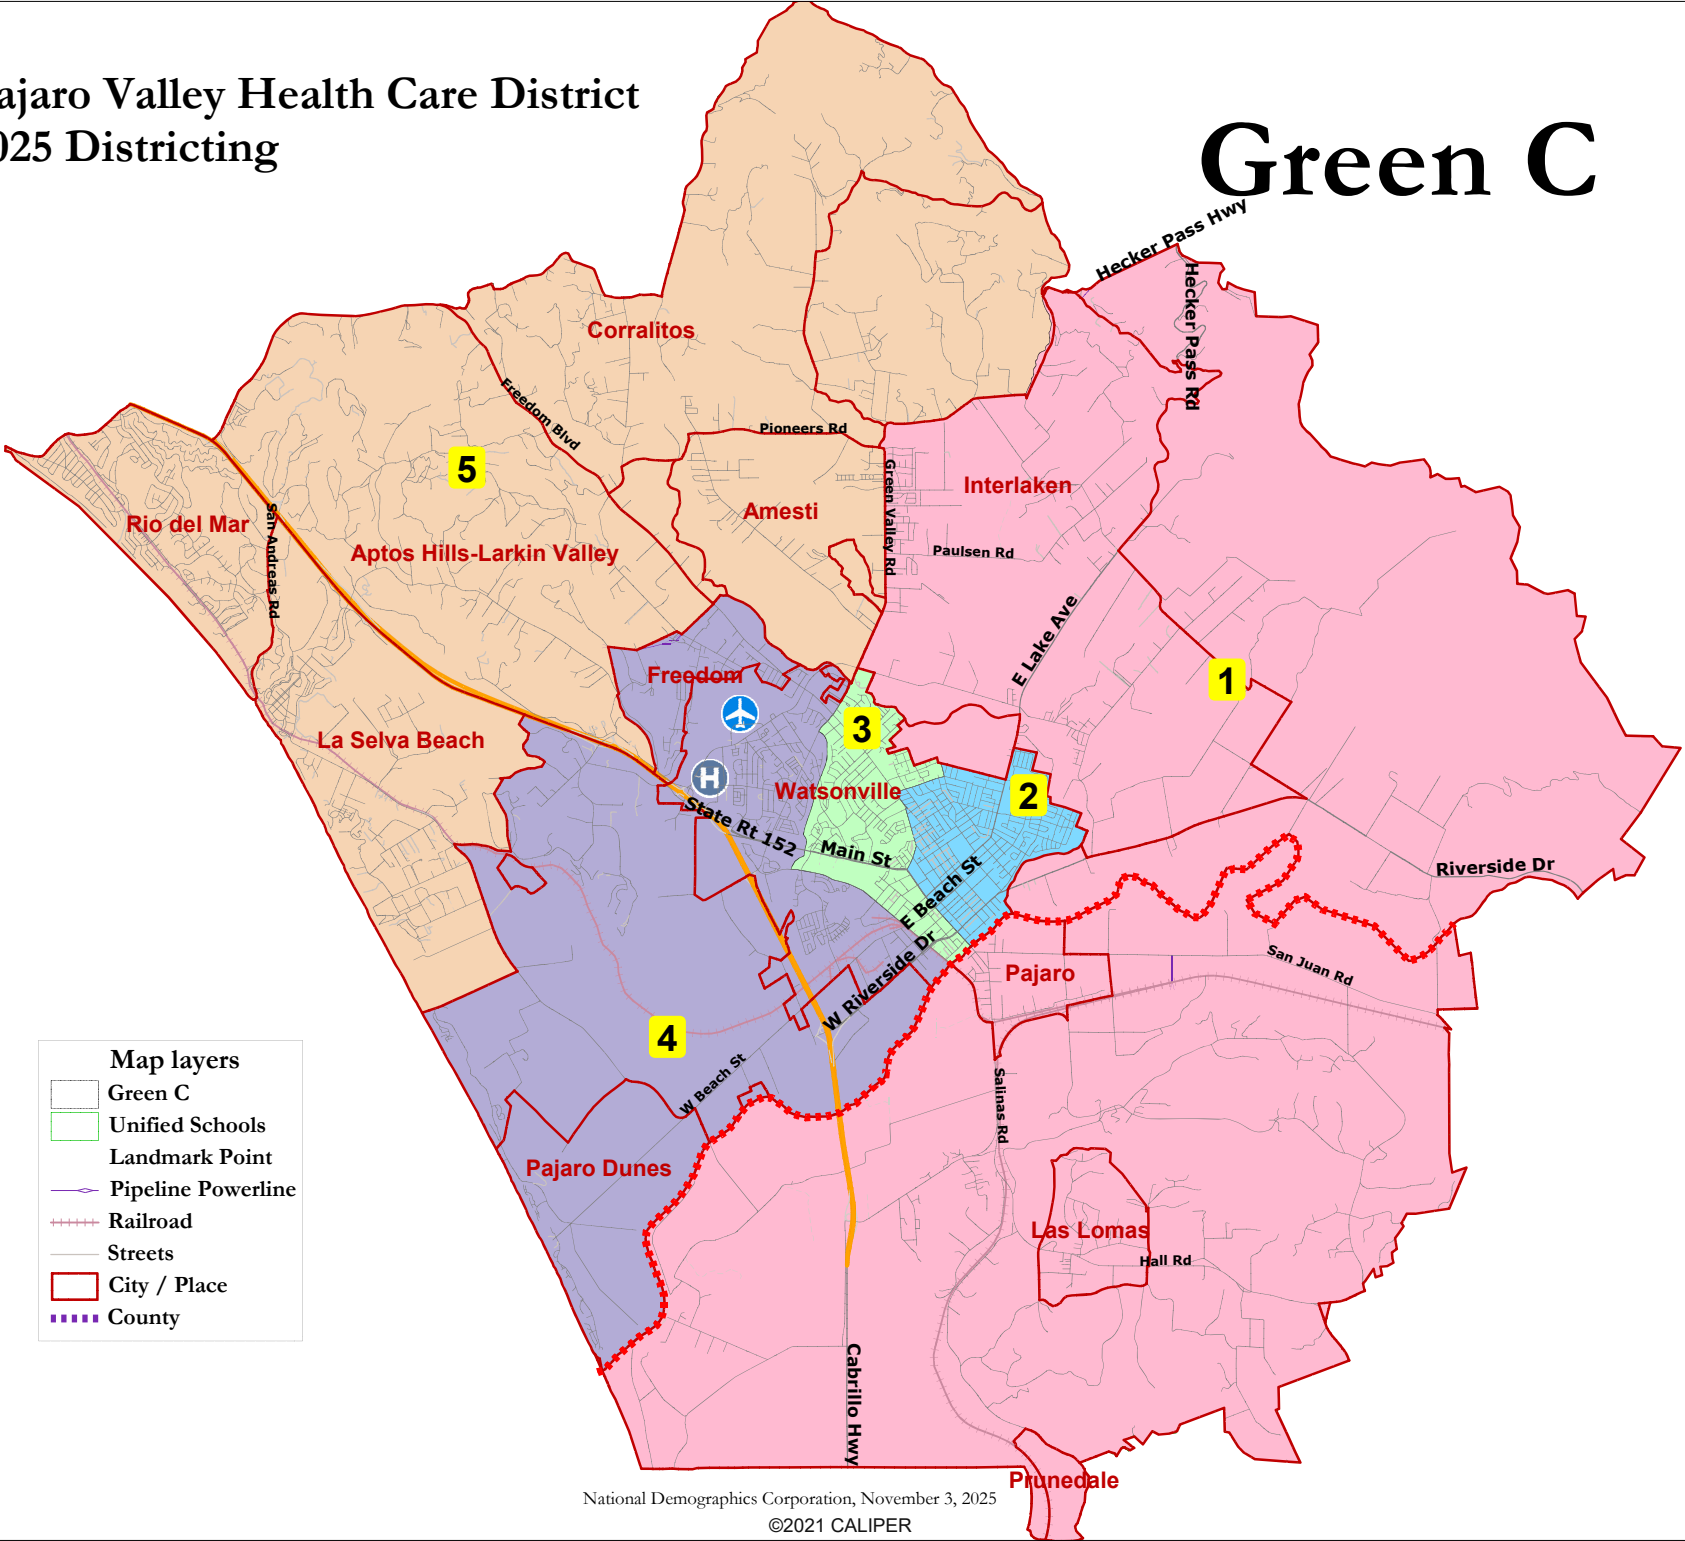 ajaro Valley Health Care District
025 Districting
Green C
Hecker Pass Hwy
Hecker Pass Rd
Corralitos
Freedom Blvd
Pioneers Rd
5
Green Valley Rd
Interlaken
Amesti
Rio del Mar
San Andreas Rd
Aptos Hills-Larkin Valley
Paulsen Rd
E Lake Ave
1
Freedom
3
La Selva Beach
H
Watsonville
2
State Rt 152
Main St
E Beach St
Riverside Dr
W Riverside Dr
Pajaro
San Juan Rd
4
W Beach St
Salinas Rd
Pajaro Dunes
Las Lomas
Hall Rd
Cabrillo Hwy
Prunedale
Map layers
Green C
Unified Schools
Landmark Point
Pipeline Powerline
Railroad
Streets
City / Place
County
National Demographics Corporation, November 3, 2025
©2021 CALIPER